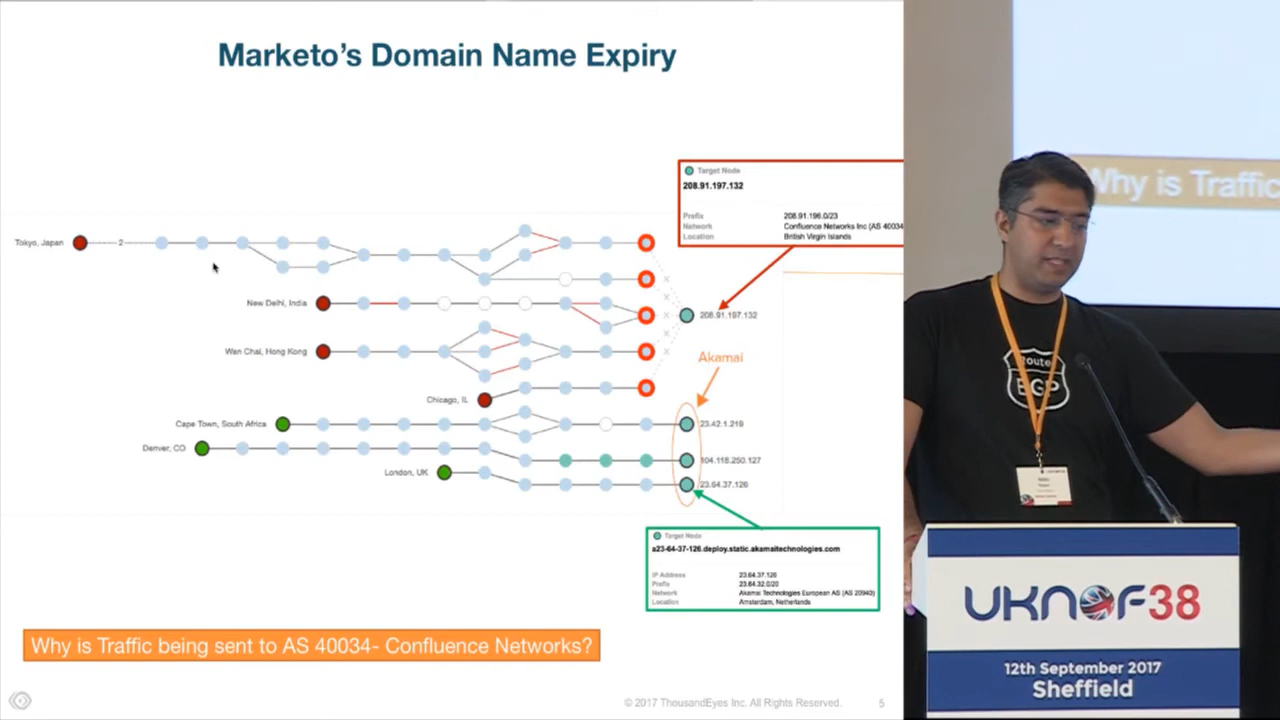 Marketo's Domain Name Expiry
Target Node
208.91.197.132
Prefix 208.91.196.0/23
Network Confluence Networks Inc (AS 40034
Location British Virgin Islands
Why is Traffic
Tokyo, Japan
2
New Delhi, India
208.91.197.132
Wan Chai, Hong Kong
Akamai
Route
BGP
Chicago, IL
Cape Town, South Africa
23.42.1.219
Denver, CO
104.118.250.127
London, UK
23.64.37.126
Target Node
a23-64-37-126.deploy.static.akamaitechnologies.com
IP Address 23.64.37.126
Prefix 23.64.32.0/20
Network Akamai Technologies European AS (AS 20940)
Location Amsterdam, Netherlands
UKNOF38
Why is Traffic being sent to AS 40034- Confluence Networks?
12th September 2017
Sheffield
© 2017 ThousandEyes Inc. All Rights Reserved.
5